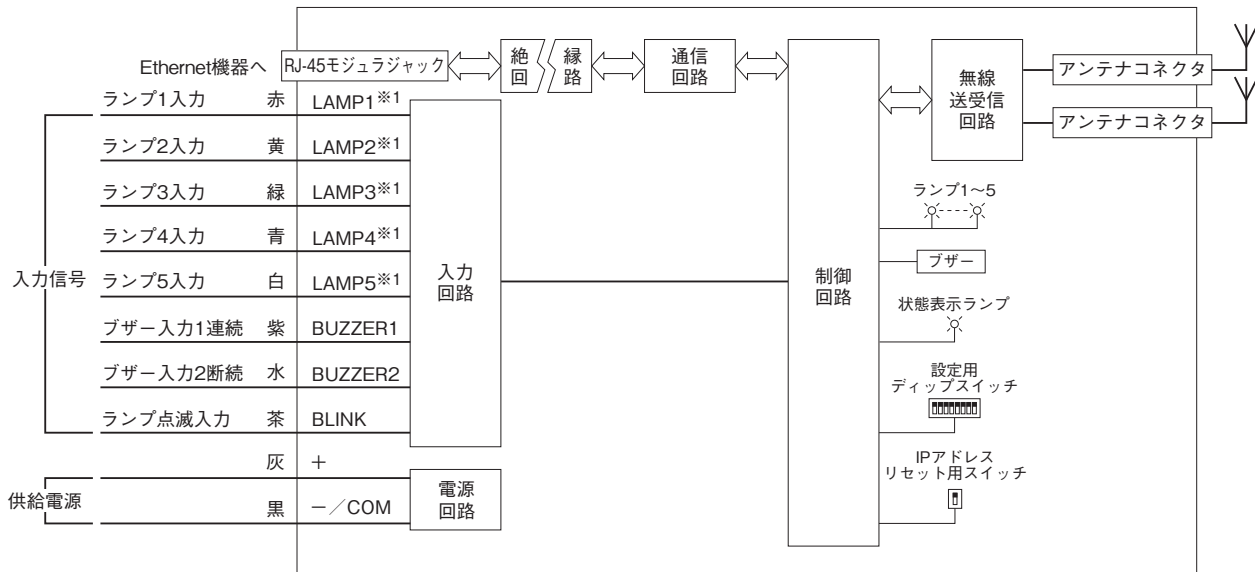 Ethernet機器へ
RJ-45モジュラジャック
絶 縁
回 路
通信
回路
無線
送受信
回路
アンテナコネクタ
アンテナコネクタ
入力信号
ランプ1入力 赤 LAMP1※1
ランプ2入力 黄 LAMP2※1
ランプ3入力 緑 LAMP3※1
ランプ4入力 青 LAMP4※1
ランプ5入力 白 LAMP5※1
ブザー入力1連続 紫 BUZZER1
ブザー入力2断続 水 BUZZER2
ランプ点滅入力 茶 BLINK
入力
回路
供給電源
灰 +
黒 −/COM
電源
回路
制御
回路
ランプ1〜5
ブザー
状態表示ランプ
設定用
ディップスイッチ
IPアドレス
リセット用スイッチ